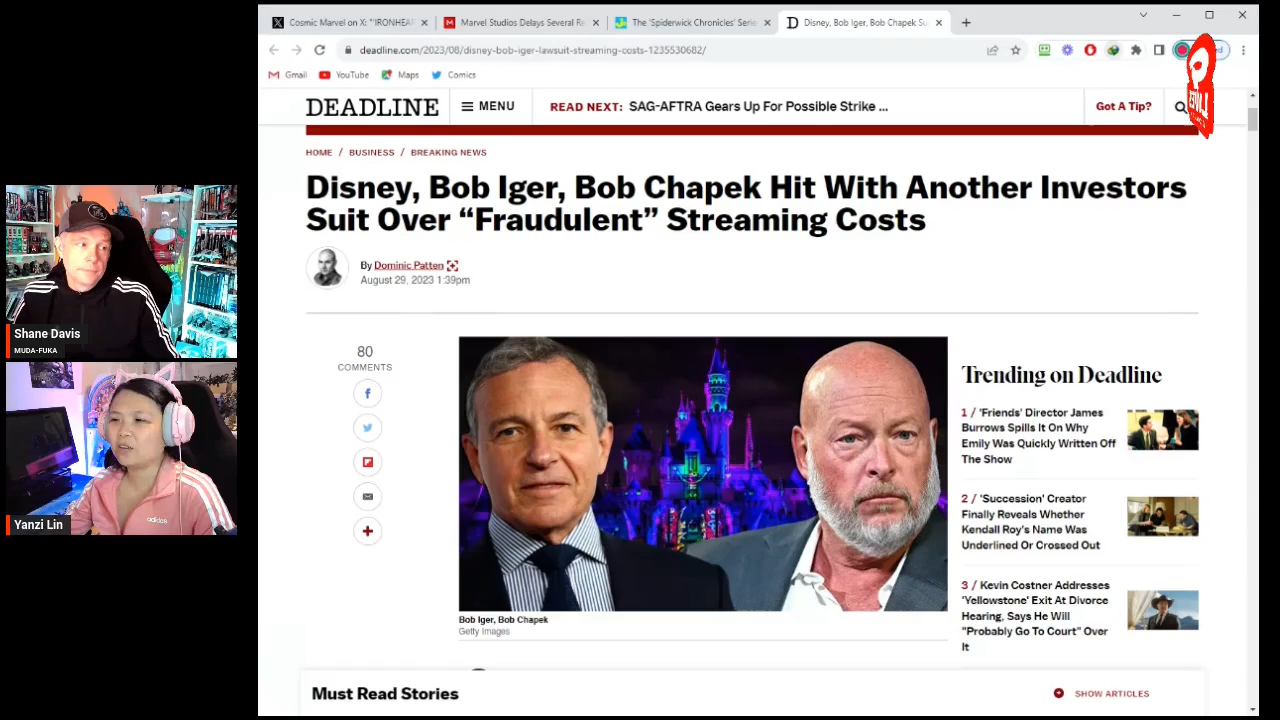 Cosmic Marvel on X: "'IRONHEAR
Marvel Studios Delays Several Re
The 'Spiderwick Chronicles' Serie
Disney, Bob Iger, Bob Chapek Su
deadline.com/2023/08/disney-bob-iger-lawsuit-streaming-costs-1235530682/
Gmail
YouTube
Maps
Comics
DEADLINE
MENU
READ NEXT: SAG-AFTRA Gears Up For Possible Strike ...
Got A Tip?
HOME / BUSINESS / BREAKING NEWS
Disney, Bob Iger, Bob Chapek Hit With Another Investors
Suit Over “Fraudulent” Streaming Costs
By Dominic Patten
August 29, 2023 1:39pm
80
COMMENTS
Bob Iger, Bob Chapek
Getty Images
Trending on Deadline
1 / 'Friends' Director James
Burrows Spills It On Why
Emily Was Quickly Written Off
The Show
2 / 'Succession' Creator
Finally Reveals Whether
Kendall Roy's Name Was
Underlined Or Crossed Out
3 / Kevin Costner Addresses
'Yellowstone' Exit At Divorce
Hearing, Says He Will
"Probably Go To Court" Over
It
Must Read Stories
SHOW ARTICLES
Shane Davis
MUDA-FUKA
Yanzi Lin
adidas